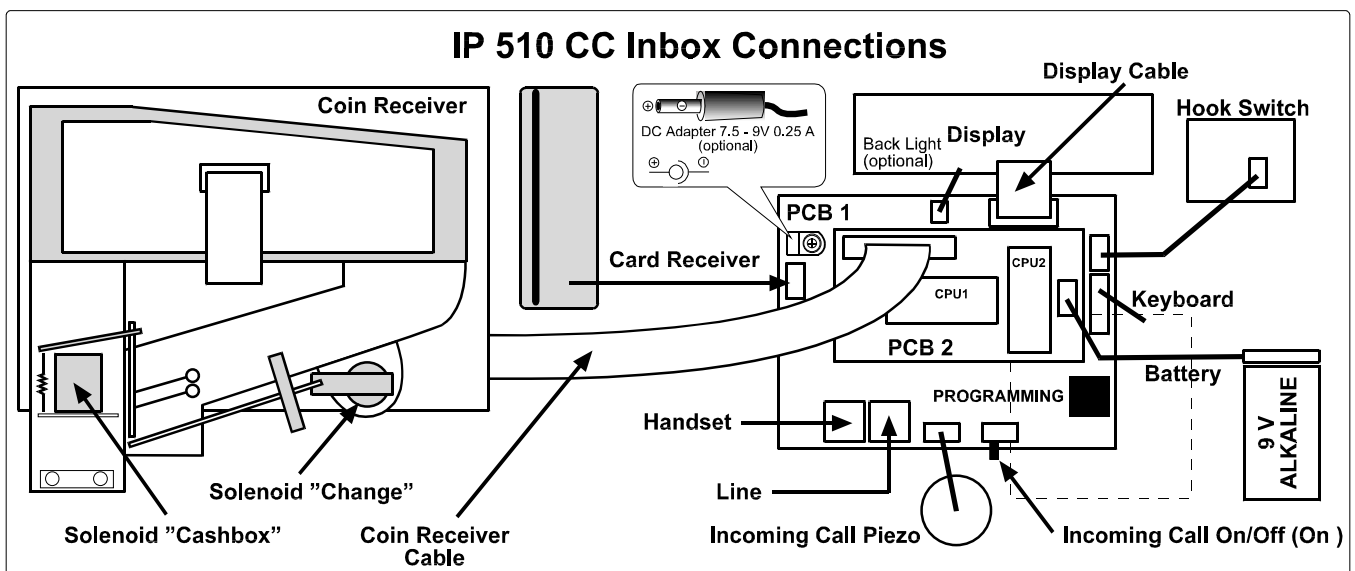 IP 510 CC Inbox Connections
Coin Receiver
DC Adapter 7.5 - 9V 0.25 A
(optional)
Display Cable
Hook Switch
Back Light
(optional)
Display
PCB 1
Card Receiver
CPU1
CPU2
Keyboard
PCB 2
Battery
PROGRAMMING
9 V
ALKALINE
Handset
Line
Solenoid ”Change”
Solenoid ”Cashbox”
Coin Receiver
Cable
Incoming Call Piezo
Incoming Call On/Off (On )